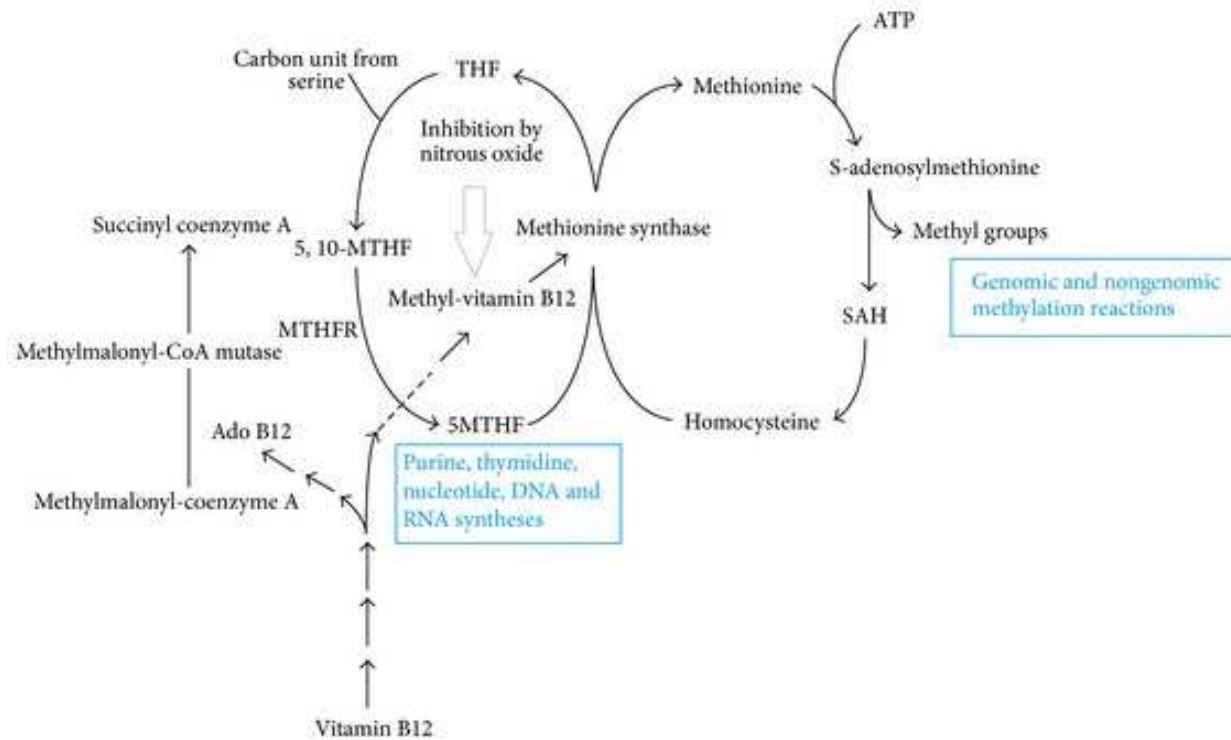 ATP
Carbon unit from
serine
THF
Methionine
Inhibition by
nitrous oxide
S-adenosylmethionine
Succinyl coenzyme A
5, 10-MTHF
Methionine synthase
Methyl groups
Genomic and nongenomic
methylation reactions
Methyl-vitamin B12
SAH
MTHFR
Methylmalonyl-CoA mutase
Ado B12
5MTHF
Homocysteine
Purine, thymidine,
nucleotide, DNA and
RNA syntheses
Methylmalonyl-coenzyme A
Vitamin B12